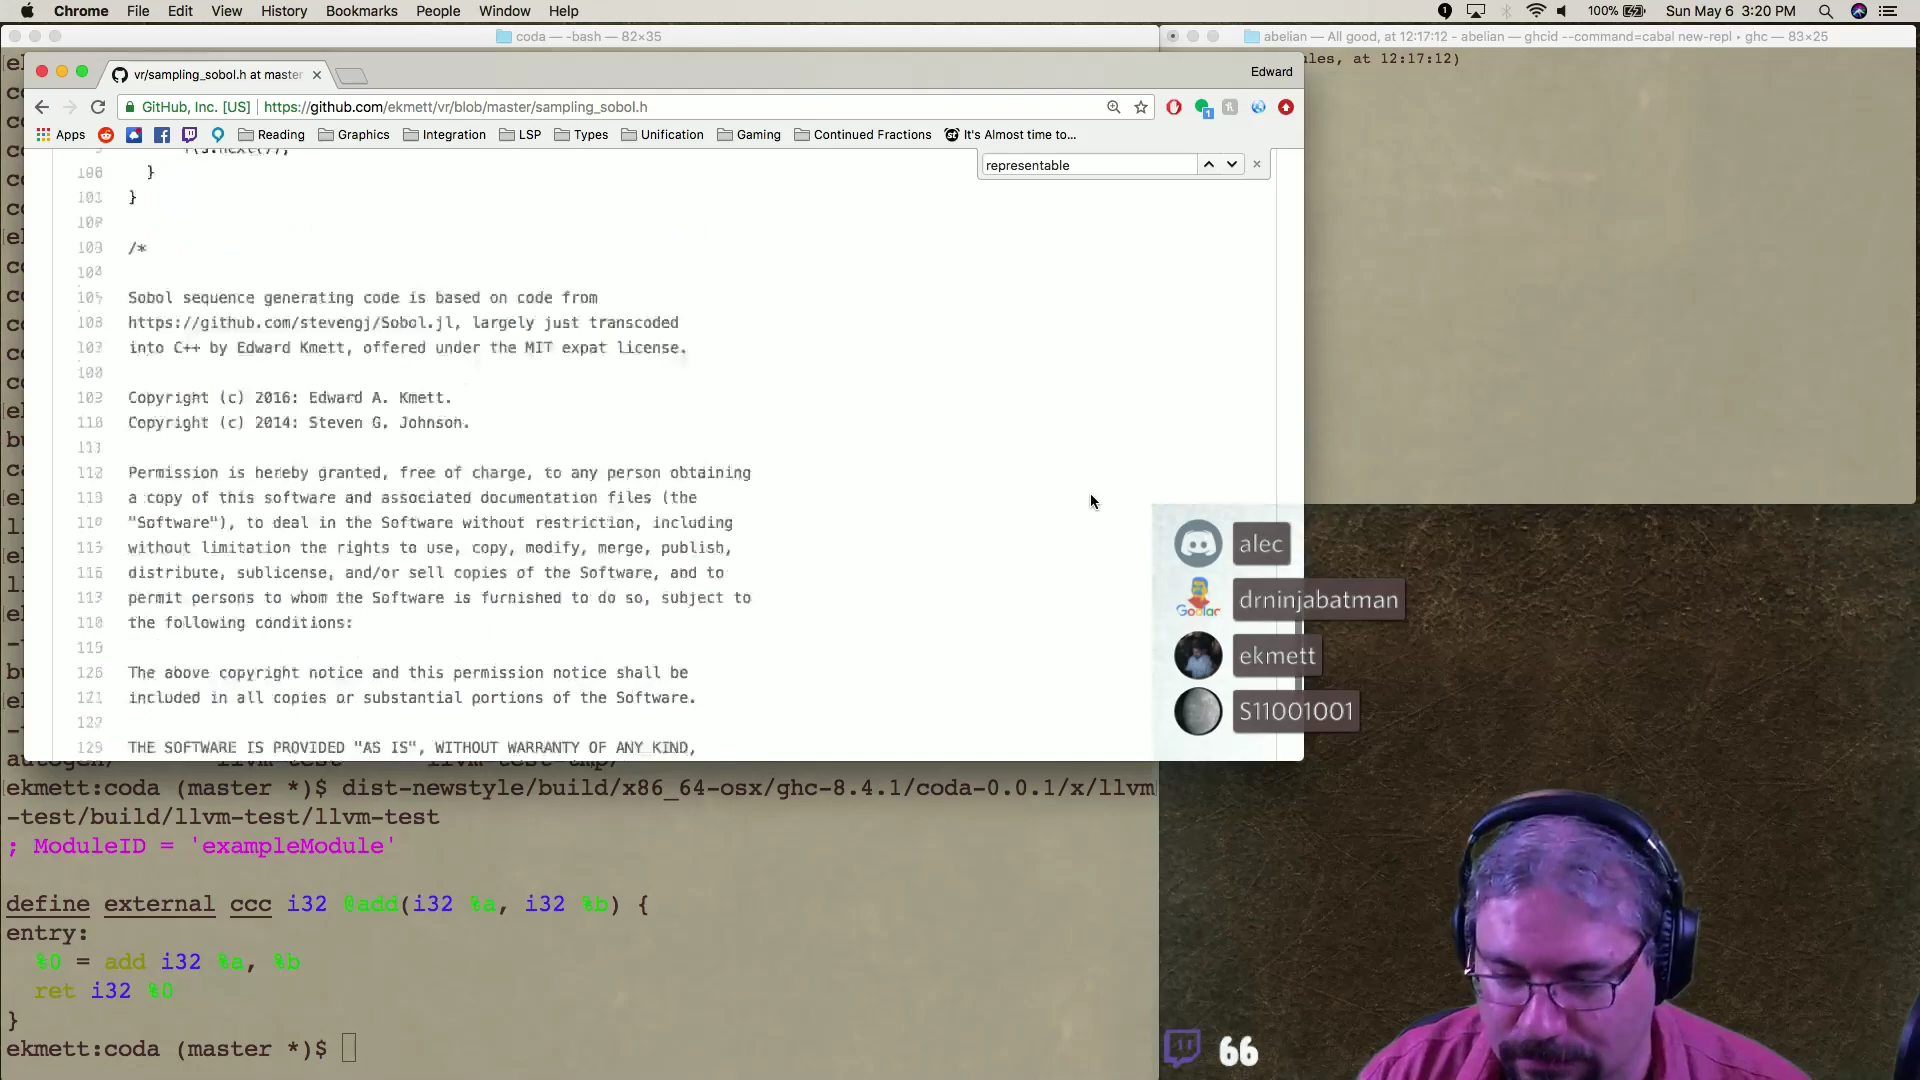 Chrome File Edit View History Bookmarks People Window Help
100% Sun May 6 3:20 PM
coda — -bash — 82×35
abelian — All good, at 12:17:12 - abelian — ghcid --command=cabal new-repl • ghc — 83×25
vr/sampling_sobol.h at master
Edward
GitHub, Inc. [US] https://github.com/ekmett/vr/blob/master/sampling_sobol.h
Apps Reading Graphics Integration LSP Types Unification Gaming Continued Fractions It's Almost time to...
representable
}
101 }
/*
Sobol sequence generating code is based on code from
https://github.com/stevengj/Sobol.jl, largely just transcoded
into C++ by Edward Kmett, offered under the MIT expat license.
Copyright (c) 2016: Edward A. Kmett.
Copyright (c) 2014: Steven G. Johnson.
Permission is hereby granted, free of charge, to any person obtaining
a copy of this software and associated documentation files (the
"Software"), to deal in the Software without restriction, including
without limitation the rights to use, copy, modify, merge, publish,
distribute, sublicense, and/or sell copies of the Software, and to
permit persons to whom the Software is furnished to do so, subject to
the following conditions:
The above copyright notice and this permission notice shall be
121 included in all copies or substantial portions of the Software.
THE SOFTWARE IS PROVIDED "AS IS", WITHOUT WARRANTY OF ANY KIND,
at 12:17:12)
alec
drninjabatman
ekmett
S11001001
ekmett:coda (master *)$ dist-newstyle/build/x86_64-osx/ghc-8.4.1/coda-0.0.1/x/llvm
-test/build/llvm-test/llvm-test
; ModuleID = 'exampleModule'
define external ccc i32 @add(i32 %a, i32 %b) {
entry:
%0 = add i32 %a, %b
ret i32 %0
}
ekmett:coda (master *)$
66